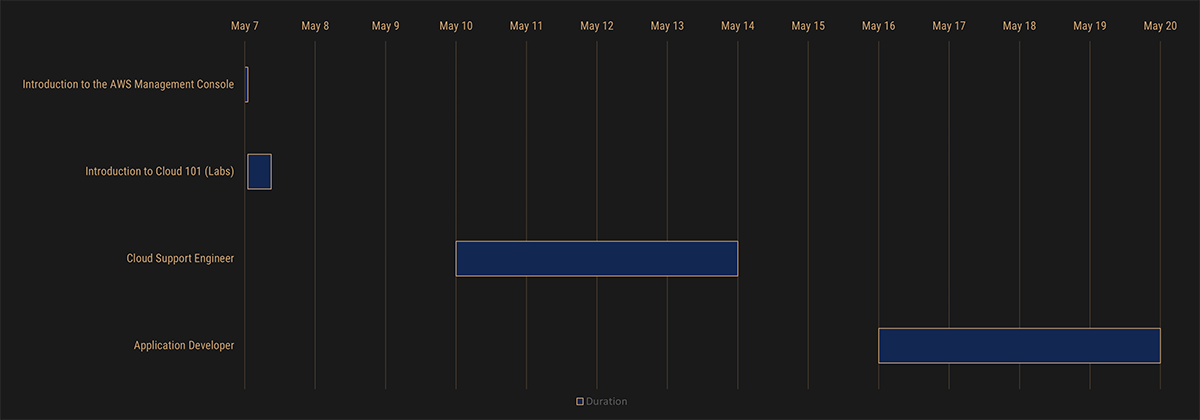 May 7 May 8 May 9 May 10 May 11 May 12 May 13 May 14 May 15 May 16 May 17 May 18 May 19 May 20
Introduction to the AWS Management Console
Introduction to Cloud 101 (Labs)
Cloud Support Engineer
Application Developer
Duration